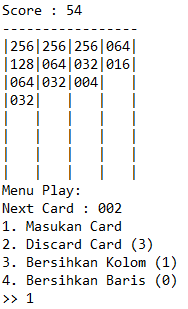 Score : 54
-----------------
|256|256|256|064|
|128|064|032|016|
|064|032|004|   |
|032|   |   |   |
|   |   |   |   |
|   |   |   |   |
|   |   |   |   |
|   |   |   |   |
Menu Play:
Next Card : 002
1. Masukan Card
2. Discard Card (3)
3. Bersihkan Kolom (1)
4. Bersihkan Baris (0)
>> 1